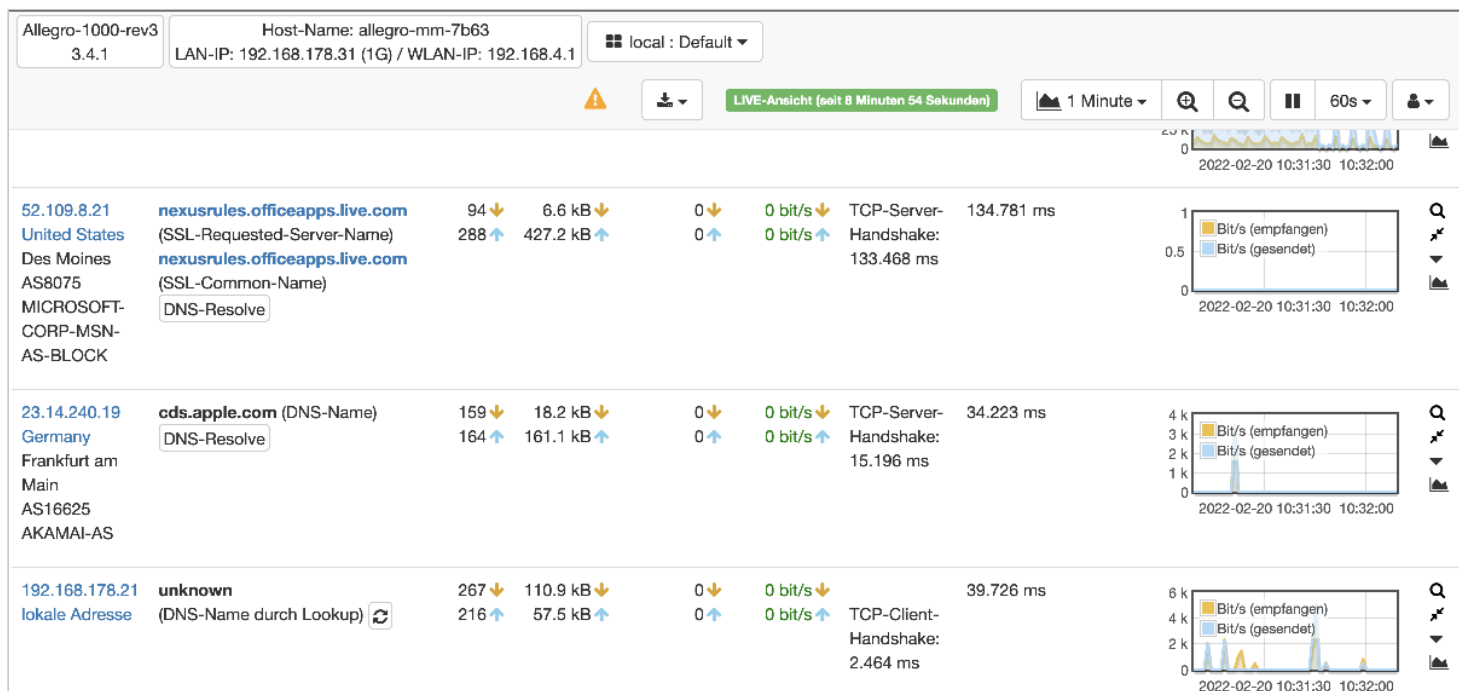 Allegro-1000-rev3
3.4.1
Host-Name: allegro-mm-7b63
LAN-IP: 192.168.178.31 (1G) / WLAN-IP: 192.168.4.1
local : Default
LIVE-Ansicht (seit 8 Minuten 54 Sekunden)
1 Minute
60s
25 k
0
2022-02-20 10:31:30 10:32:00
52.109.8.21
United States
Des Moines
AS8075
MICROSOFT-
CORP-MSN-
AS-BLOCK
nexusrules.officeapps.live.com
(SSL-Requested-Server-Name)
nexusrules.officeapps.live.com
(SSL-Common-Name)
DNS-Resolve
94 6.6 kB 0 0 bit/s
288 427.2 kB 0 0 bit/s
TCP-Server-
Handshake:
133.468 ms
134.781 ms
1
0.5
0
Bit/s (empfangen)
Bit/s (gesendet)
2022-02-20 10:31:30 10:32:00
23.14.240.19
Germany
Frankfurt am
Main
AS16625
AKAMAI-AS
cds.apple.com (DNS-Name)
DNS-Resolve
159 18.2 kB 0 0 bit/s
164 161.1 kB 0 0 bit/s
TCP-Server-
Handshake:
15.196 ms
34.223 ms
4 k
3 k
2 k
1 k
0
Bit/s (empfangen)
Bit/s (gesendet)
2022-02-20 10:31:30 10:32:00
192.168.178.21
lokale Adresse
unknown
(DNS-Name durch Lookup)
267 110.9 kB 0 0 bit/s
216 57.5 kB 0 0 bit/s
TCP-Client-
Handshake:
2.464 ms
39.726 ms
6 k
4 k
2 k
0
Bit/s (empfangen)
Bit/s (gesendet)
2022-02-20 10:31:30 10:32:00